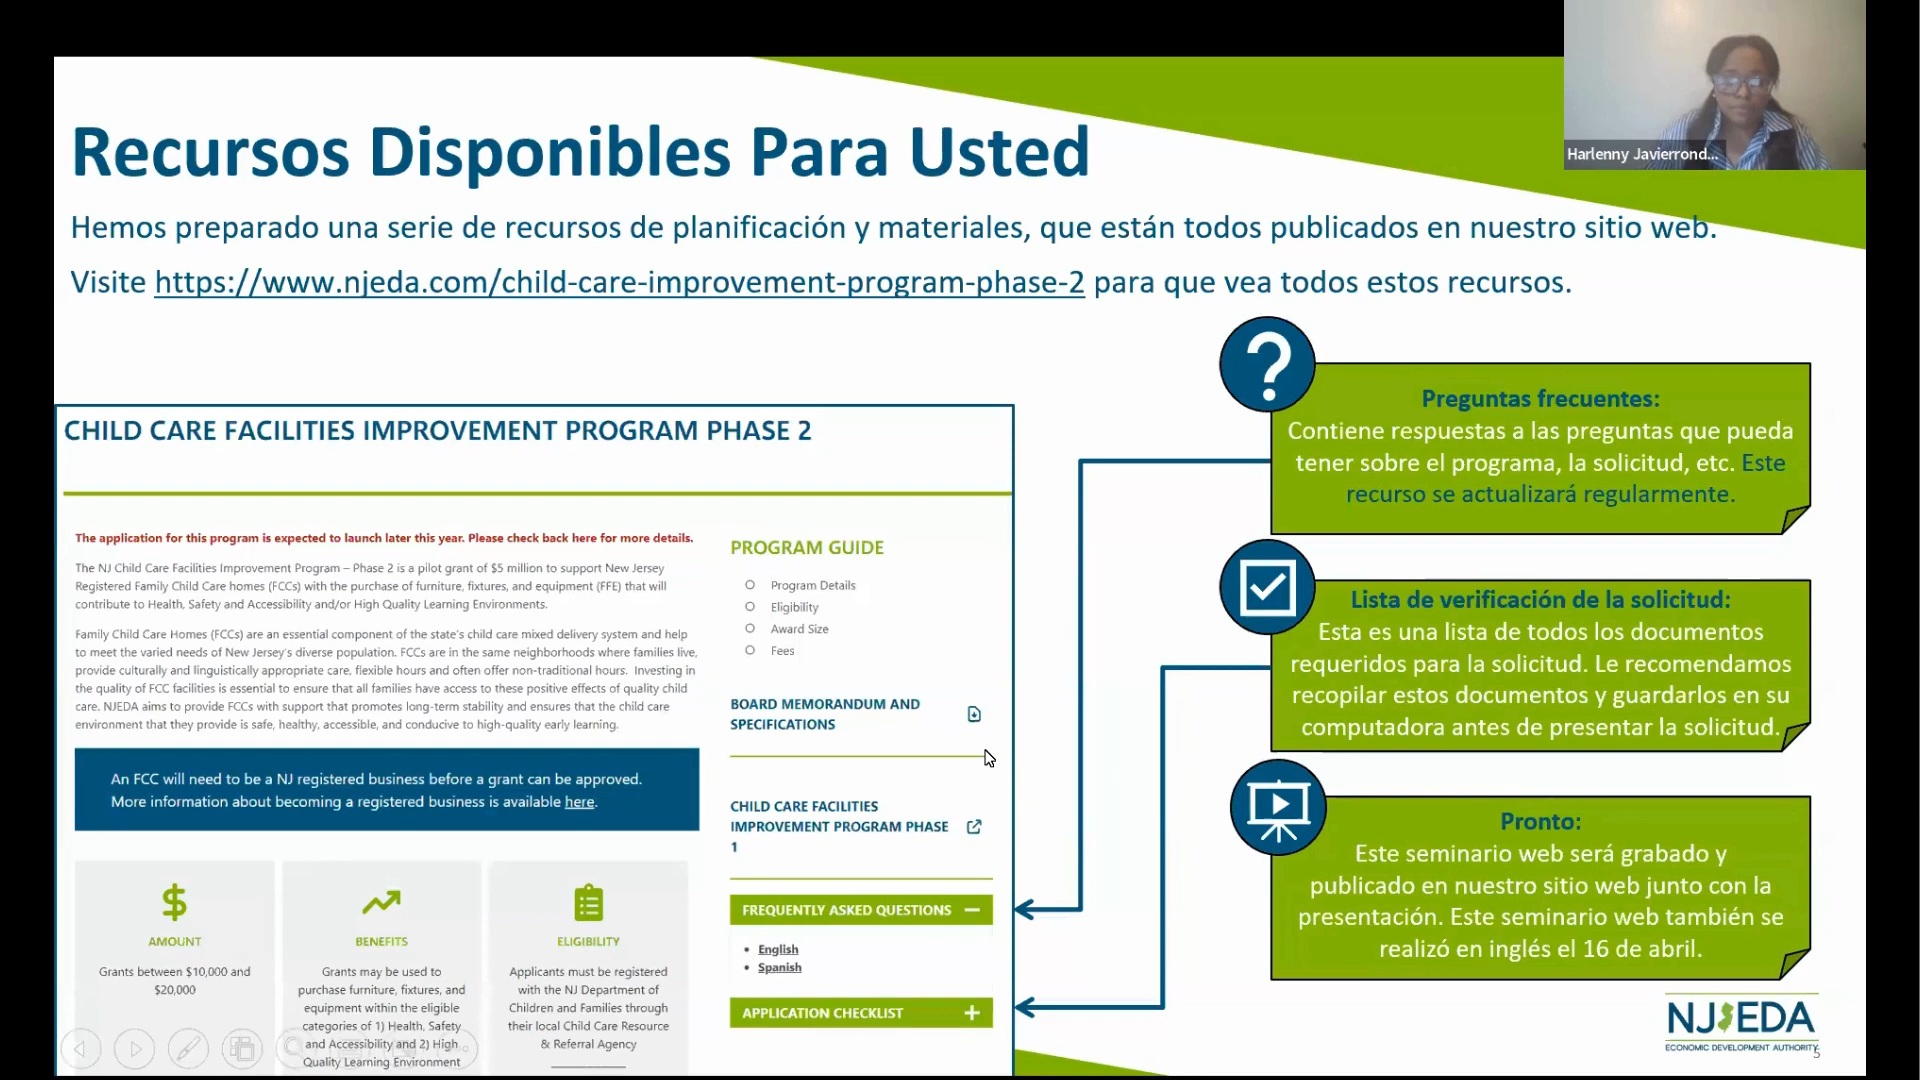 Harlenny Javierrond...
Recursos Disponibles Para Usted
Hemos preparado una serie de recursos de planificación y materiales, que están todos publicados en nuestro sitio web.
Visite https://www.njeda.com/child-care-improvement-program-phase-2 para que vea todos estos recursos.
CHILD CARE FACILITIES IMPROVEMENT PROGRAM PHASE 2
The application for this program is expected to launch later this year. Please check back here for more details.
The NJ Child Care Facilities Improvement Program – Phase 2 is a pilot grant of $5 million to support New Jersey
Registered Family Child Care homes (FCCs) with the purchase of furniture, fixtures, and equipment (FFE) that will
contribute to Health, Safety and Accessibility and/or High Quality Learning Environments.
Family Child Care Homes (FCCs) are an essential component of the state's child care mixed delivery system and help
to meet the varied needs of New Jersey's diverse population. FCCs are in the same neighborhoods where families live,
provide culturally and linguistically appropriate care, flexible hours and often offer non-traditional hours. Investing in
the quality of FCC facilities is essential to ensure that all families have access to these positive effects of quality child
care. NJEDA aims to provide FCCs with support that promotes long-term stability and ensures that the child care
environment that they provide is safe, healthy, accessible, and conducive to high-quality early learning.
An FCC will need to be a NJ registered business before a grant can be approved.
More information about becoming a registered business is available here.
AMOUNT
Grants between $10,000 and
$20,000
BENEFITS
Grants may be used to
purchase furniture, fixtures, and
equipment within the eligible
categories of 1) Health, Safety
and Accessibility and 2) High
Quality Learning Environment
ELIGIBILITY
Applicants must be registered
with the NJ Department of
Children and Families through
their local Child Care Resource
& Referral Agency
PROGRAM GUIDE
Program Details
Eligibility
Award Size
Fees
BOARD MEMORANDUM AND
SPECIFICATIONS
CHILD CARE FACILITIES
IMPROVEMENT PROGRAM PHASE
1
FREQUENTLY ASKED QUESTIONS
English
Spanish
APPLICATION CHECKLIST
Preguntas frecuentes:
Contiene respuestas a las preguntas que pueda
tener sobre el programa, la solicitud, etc. Este
recurso se actualizará regularmente.
Lista de verificación de la solicitud:
Esta es una lista de todos los documentos
requeridos para la solicitud. Le recomendamos
recopilar estos documentos y guardarlos en su
computadora antes de presentar la solicitud.
Pronto:
Este seminario web será grabado y
publicado en nuestro sitio web junto con la
presentación. Este seminario web también se
realizó en inglés el 16 de abril.
NJEDA
ECONOMIC DEVELOPMENT AUTHORITY
5